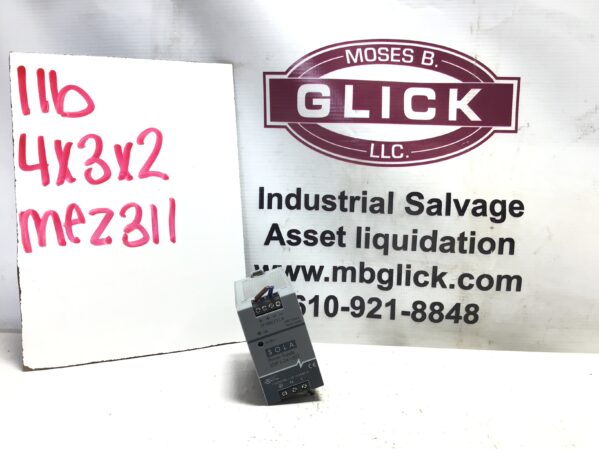 1lb
4x3x2
mez311
MOSES B.
GLICK
LLC.
Industrial Salvage
Asset liquidation
www.mbglick.com
610-921-8848
SOLA